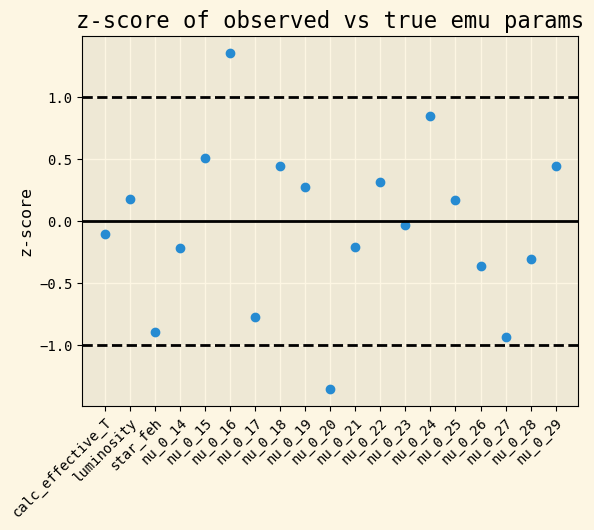 z-score of observed vs true emu params
z-score
1.0
0.5
0.0
−0.5
−1.0
calc_effective_T
luminosity
star_feh
nu_0_14
nu_0_15
nu_0_16
nu_0_17
nu_0_18
nu_0_19
nu_0_20
nu_0_21
nu_0_22
nu_0_23
nu_0_24
nu_0_25
nu_0_26
nu_0_27
nu_0_28
nu_0_29